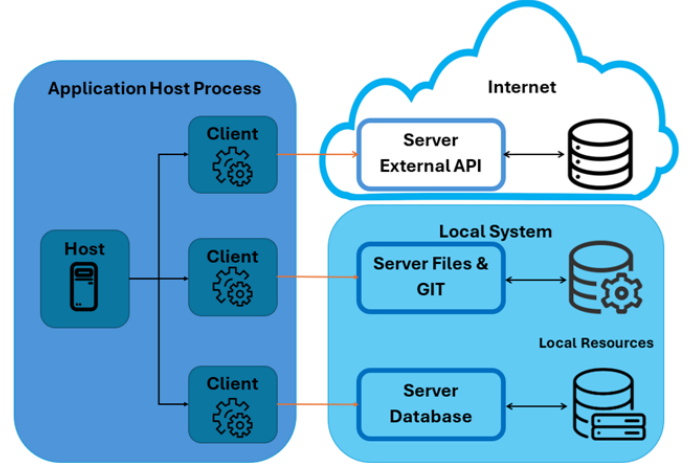 Application Host Process
Internet
Client
Server
External API
Local System
Host
Client
Server Files &
GIT
Local Resources
Client
Server
Database